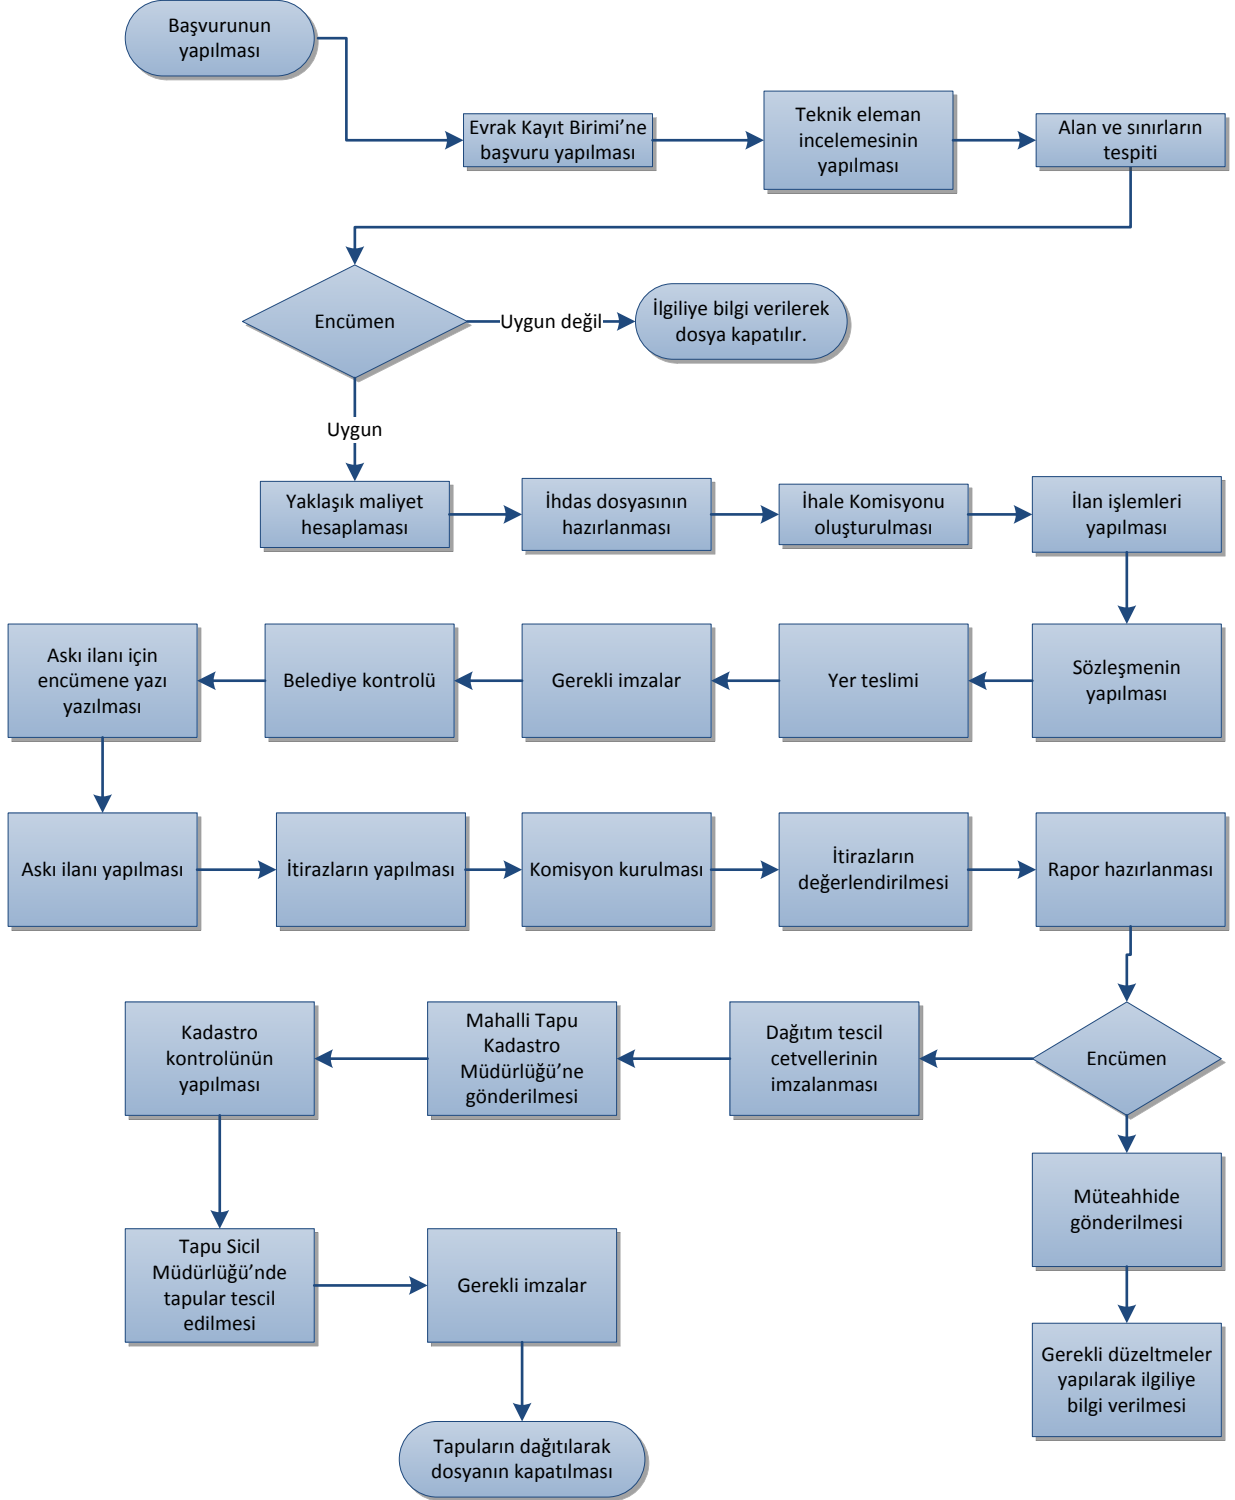 Başvurunun
yapılması
Evrak Kayıt Birimi’ne
başvuru yapılması
Teknik eleman
incelemesinin
yapılması
Alan ve sınırların
tespiti
Encümen
Uygun değil
İlgiliye bilgi verilerek
dosya kapatılır.
Uygun
Yaklaşık maliyet
hesaplaması
İhdas dosyasının
hazırlanması
İhale Komisyonu
oluşturulması
İlan işlemleri
yapılması
Sözleşmenin
yapılması
Yer teslimi
Gerekli imzalar
Belediye kontrolü
Askı ilanı için
encümene yazı
yazılması
Askı ilanı yapılması
İtirazların yapılması
Komisyon kurulması
İtirazların
değerlendirilmesi
Rapor hazırlanması
Encümen
Dağıtım tescil
cetvellerinin
imzalanması
Mahalli Tapu
Kadastro
Müdürlüğü’ne
gönderilmesi
Kadastro
kontrolünün
yapılması
Müteahhide
gönderilmesi
Gerekli düzeltmeler
yapılarak ilgiliye
bilgi verilmesi
Tapu Sicil
Müdürlüğü’nde
tapular tescil
edilmesi
Gerekli imzalar
Tapuların dağıtılarak
dosyanın kapatılması